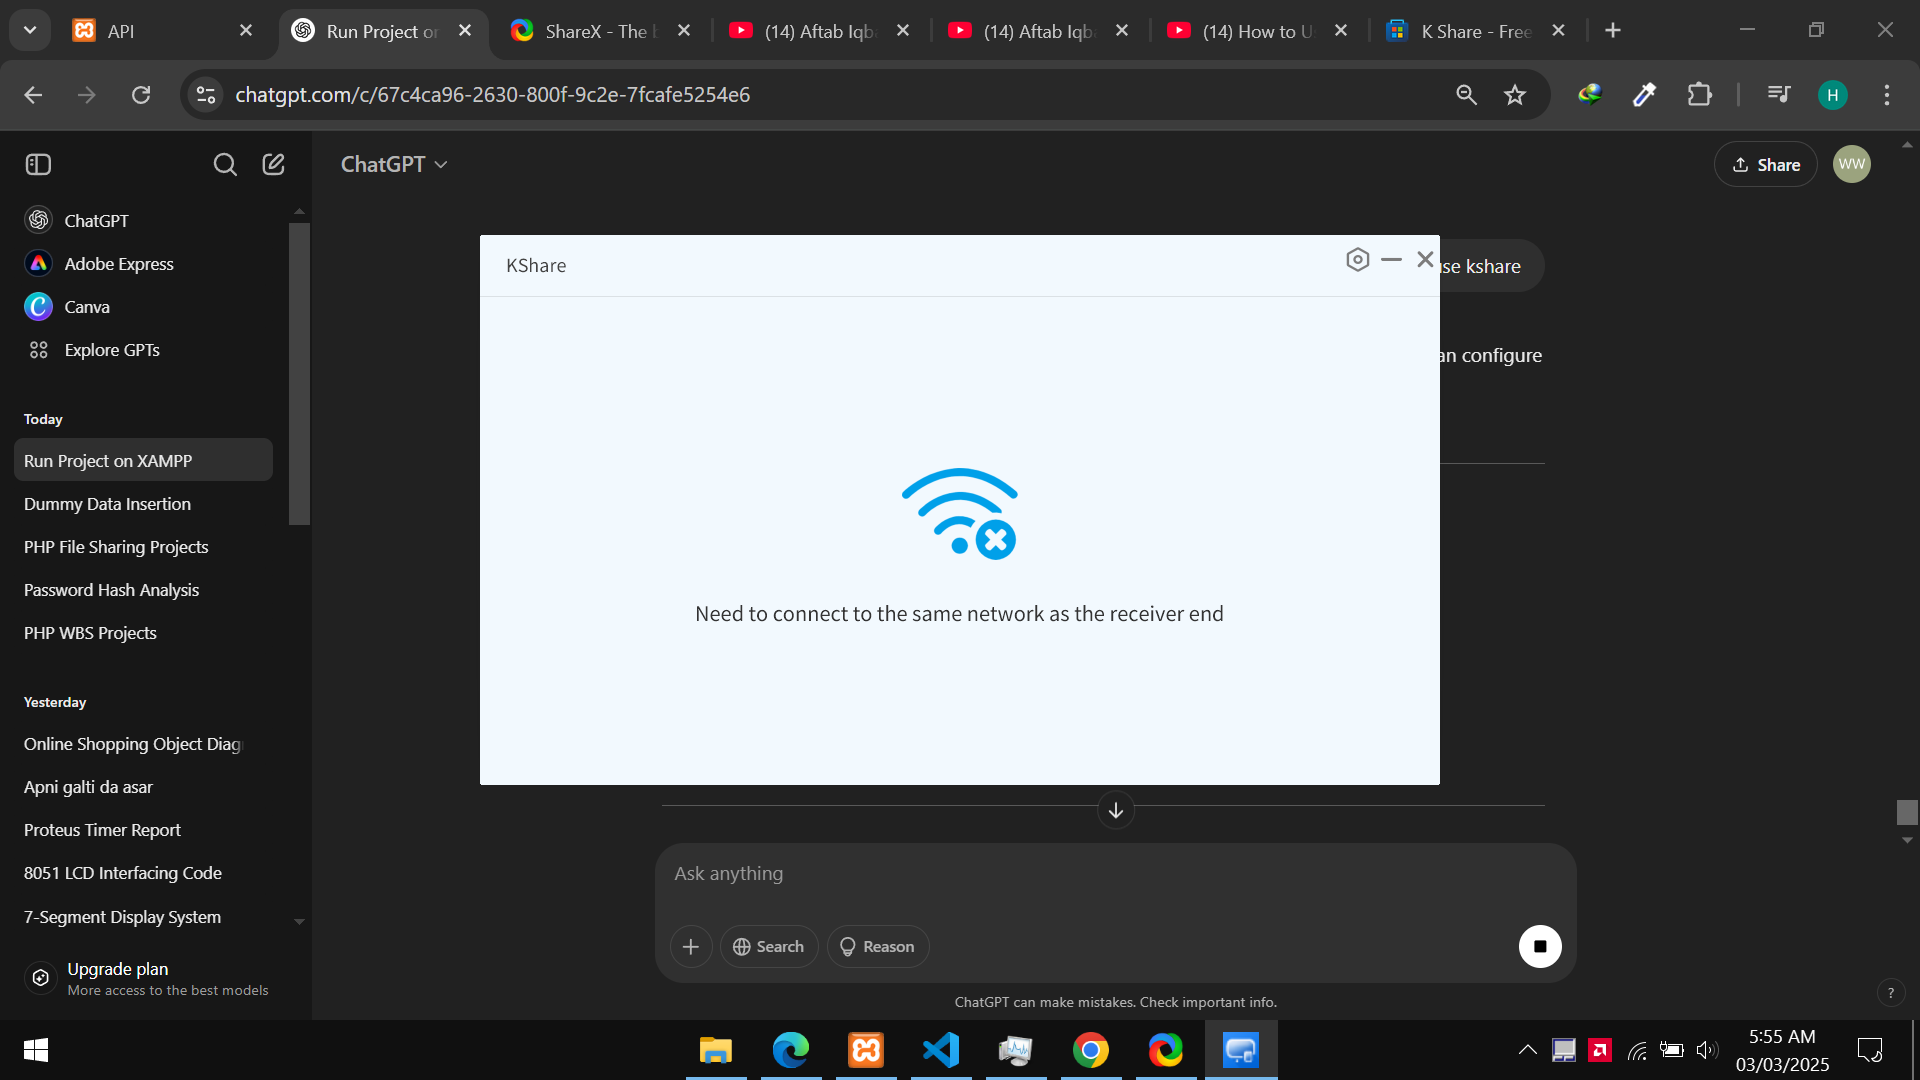 API
Run Project or
ShareX - The b
(14) Aftab Iqba
(14) Aftab Iqba
(14) How to U
K Share - Free
chatgpt.com/c/67c4ca96-2630-800f-9c2e-7fcafe5254e6
H
ChatGPT
Share
WW
ChatGPT
Adobe Express
Canva
Explore GPTs
Today
Run Project on XAMPP
Dummy Data Insertion
PHP File Sharing Projects
Password Hash Analysis
PHP WBS Projects
Yesterday
Online Shopping Object Diag
Apni galti da asar
Proteus Timer Report
8051 LCD Interfacing Code
7-Segment Display System
Upgrade plan
More access to the best models
KShare
Need to connect to the same network as the receiver end
se kshare
an configure
Ask anything
Search
Reason
ChatGPT can make mistakes. Check important info.
?
5:55 AM
03/03/2025